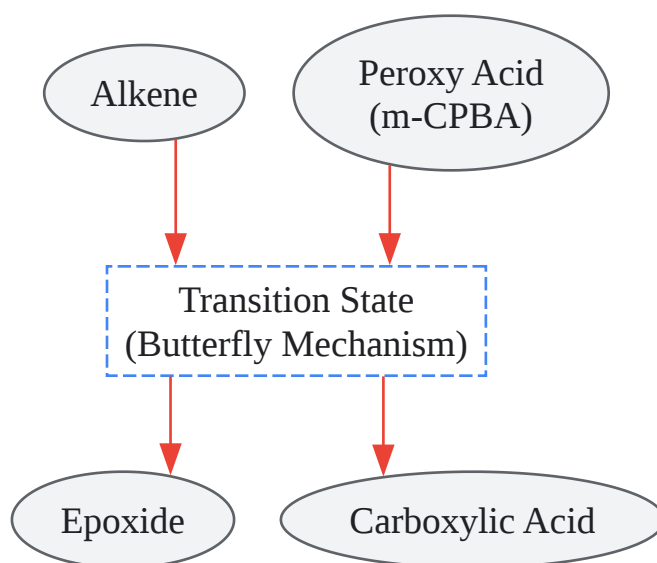 Alkene
Peroxy Acid
(m-CPBA)
Transition State
(Butterfly Mechanism)
Epoxide
Carboxylic Acid